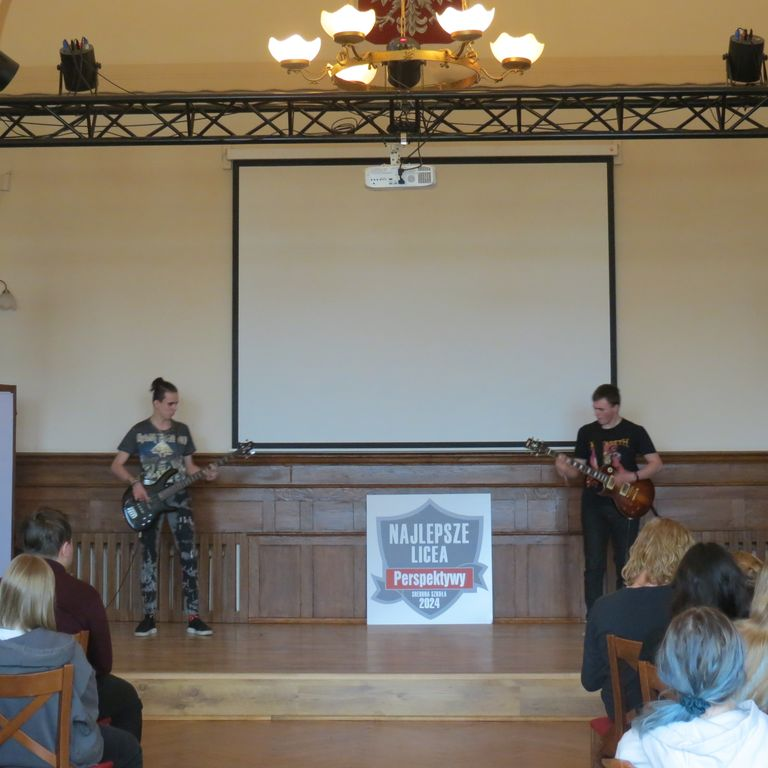 NAJLEPSZE
LICEA
Perspektywy
SREBRNA SZKOŁA
2024